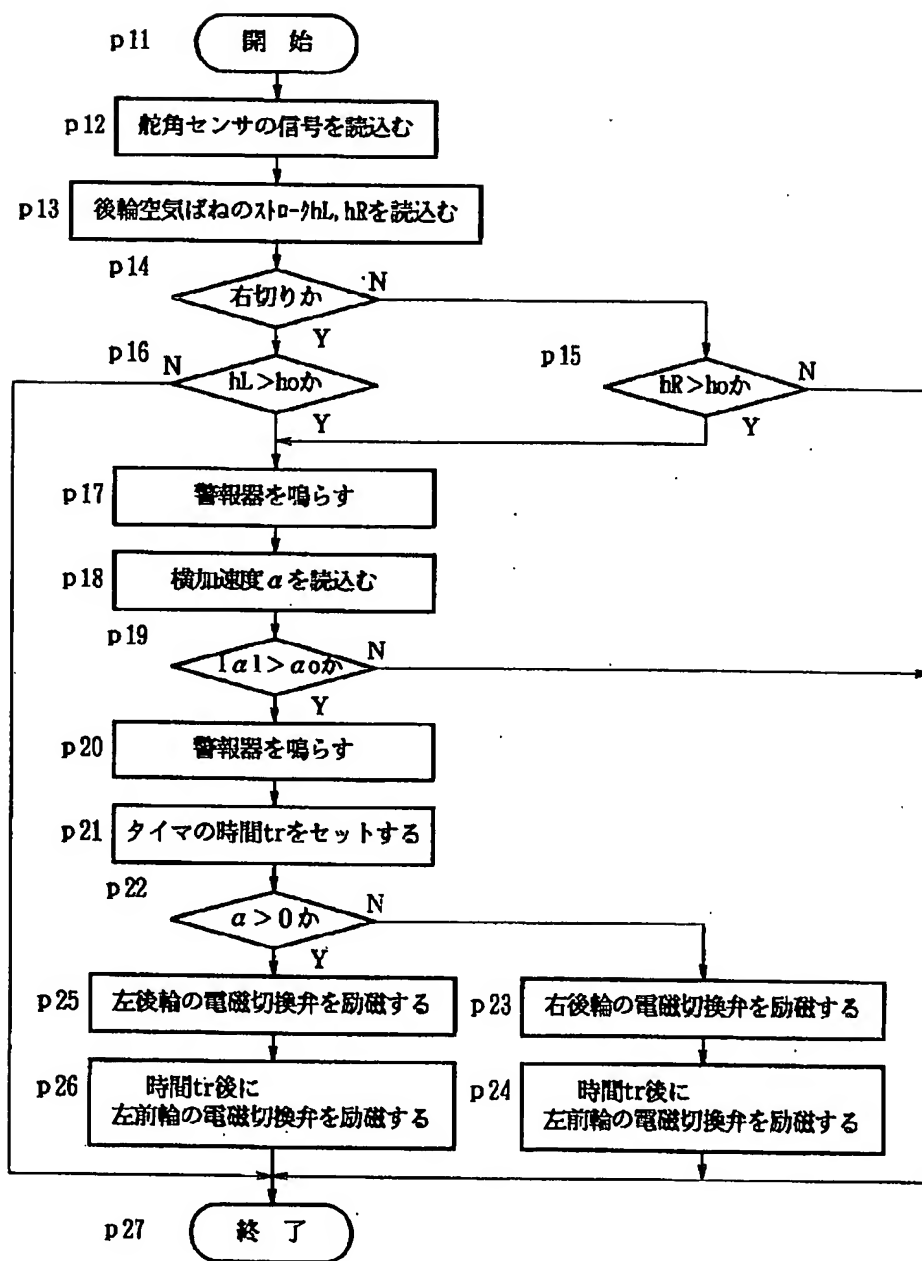 p11 開 始
p12 舵角センサの信号を読込む
p13 後輪空気ばねのストロークhL,hRを読込む
p14 右切りか N
Y
p16 N hL>hoか
Y
p15 hR>hoか N
Y
p17 警報器を鳴らす
p18 横加速度αを読込む
p19 |α|>αoか N
Y
p20 警報器を鳴らす
p21 タイマの時間trをセットする
p22 α>0か N
Y
p25 左後輪の電磁切換弁を励磁する
p23 右後輪の電磁切換弁を励磁する
p26 時間tr後に
左前輪の電磁切換弁を励磁する
p24 時間tr後に
左前輪の電磁切換弁を励磁する
p27 終 了